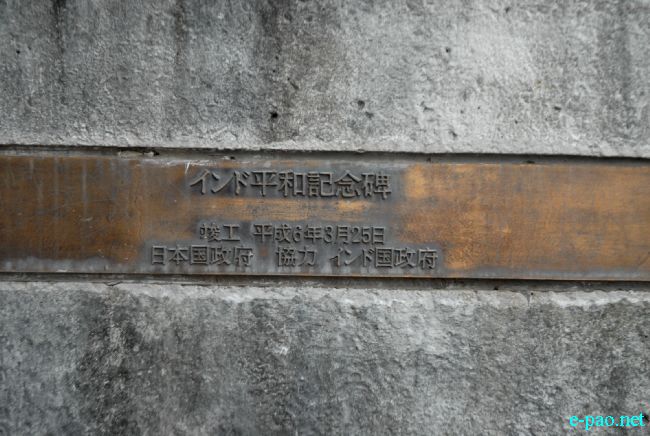 インド平和記念碑
竣工 平成6年3月25日
日本国政府 協力 インド国政府
e-pao.net